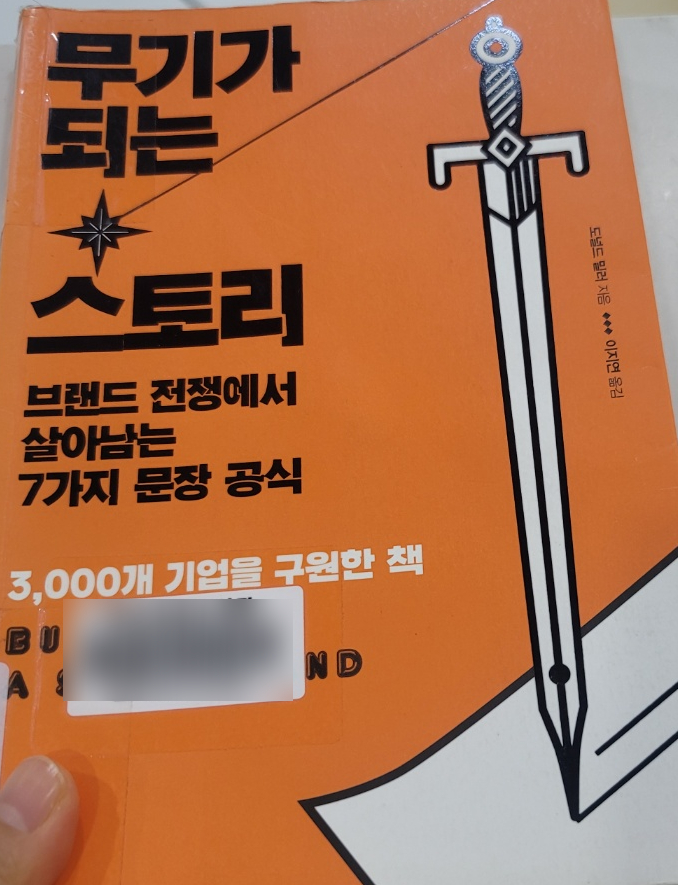 무기가
되는
스토리
브랜드 전쟁에서
살아남는
7가지 문장 공식
3,000개 기업을 구원한 책
BU
A S ND
도널드 밀러 지음 ◆◆◆ 이지연 옮김